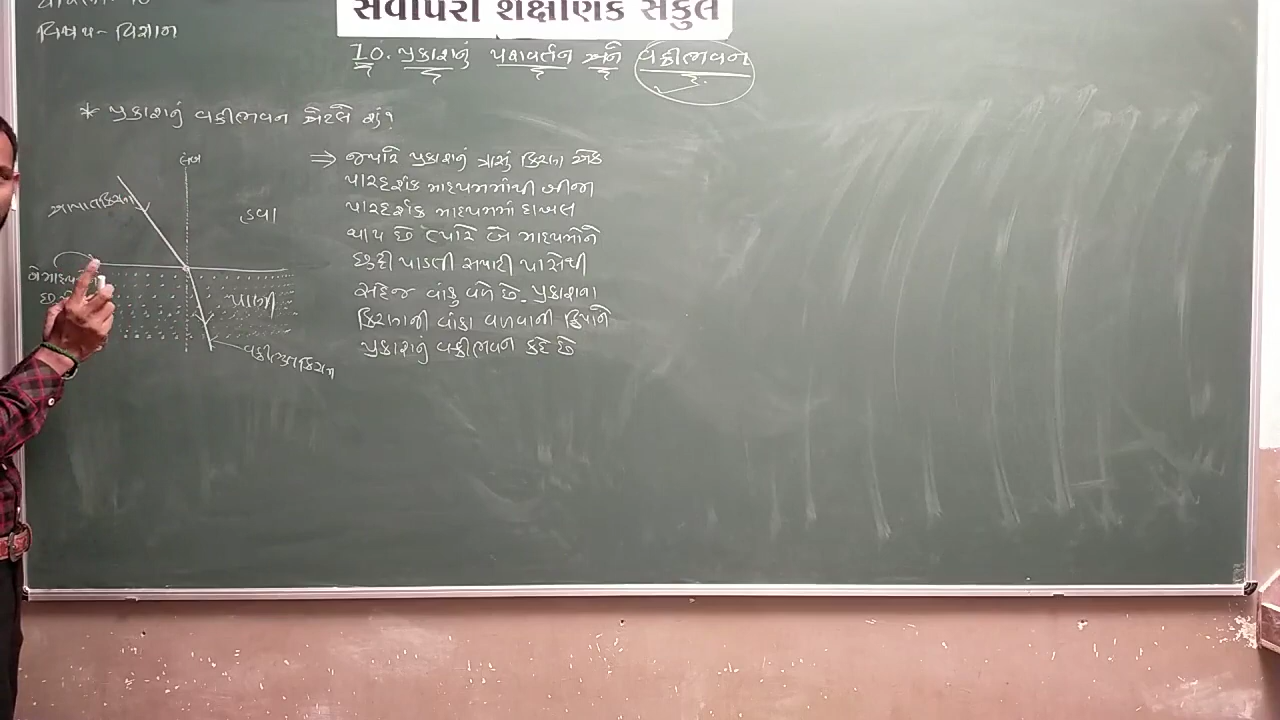 વિષય - વિજ્ઞાન
સર્વોપરી શૈક્ષણિક સંકુલ
10. પ્રકાશનું પરાવર્તન અને વક્રીભવન
* પ્રકાશનું વક્રીભવન એટલે શું?
લંબ
આપાતકિરણ
હવા
પાણી
વક્રીભૂતકિરણ
⇒ જ્યારે પ્રકાશનું ત્રાસું કિરણ એક
પારદર્શક માધ્યમમાંથી બીજા
પારદર્શક માધ્યમમાં દાખલ
થાય છે ત્યારે બે માધ્યમોને
છુટી પાડતી સપાટી પાસેથી
સહેજ વાંકુ વળે છે. પ્રકાશના
કિરણની વાંકા વળવાની ક્રિયાને
પ્રકાશનું વક્રીભવન કહે છે